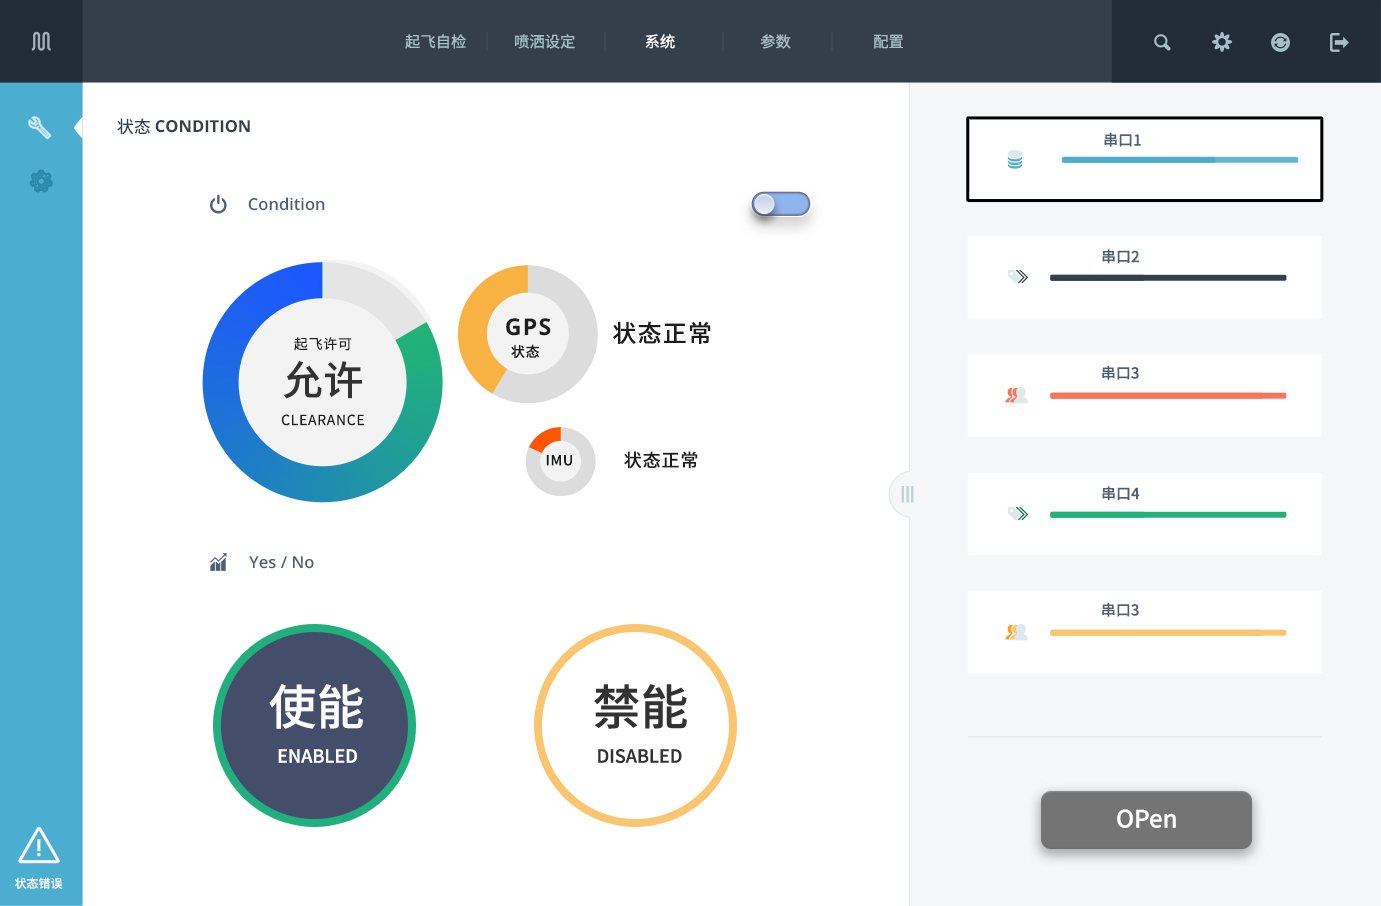 起飞自检
喷洒设定
系统
参数
配置
状态 CONDITION
Condition
起飞许可
允许
CLEARANCE
GPS
状态
状态正常
IMU
状态正常
Yes / No
使能
ENABLED
禁能
DISABLED
状态错误
串口1
串口2
串口3
串口4
串口3
OPen